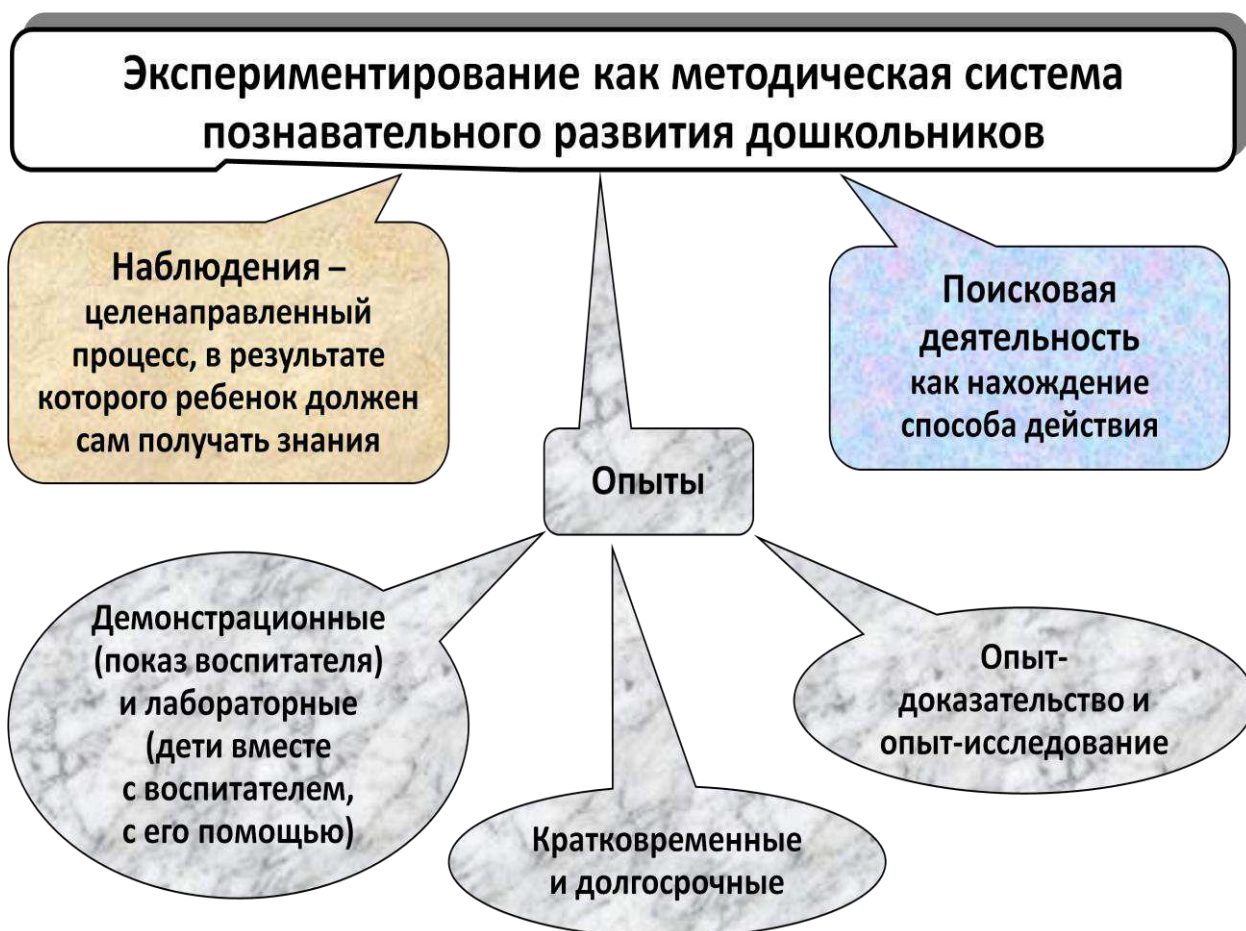 Экспериментирование как методическая система
познавательного развития дошкольников
Наблюдения –
целенаправленный
процесс, в результате
которого ребенок должен
сам получать знания
Поисковая
деятельность
как нахождение
способа действия
Опыты
Демонстрационные
(показ воспитателя)
и лабораторные
(дети вместе
с воспитателем,
с его помощью)
Кратковременные
и долгосрочные
Опыт-
доказательство и
опыт-исследование